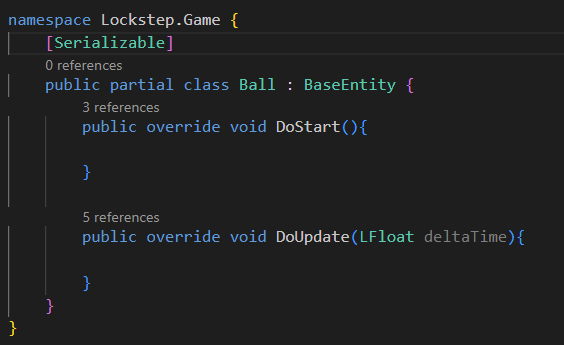 namespace Lockstep.Game {
[Serializable]
0 references
public partial class Ball : BaseEntity {
3 references
public override void DoStart(){
}
5 references
public override void DoUpdate(LFloat deltaTime){
}
}
}